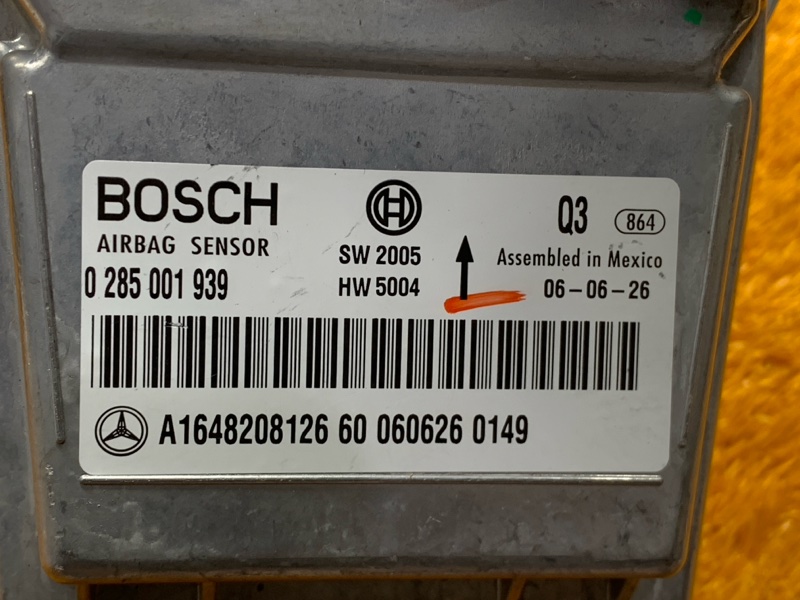 BOSCH
AIRBAG SENSOR
0 285 001 939
H
SW 2005
HW 5004
Q3 864
Assembled in Mexico
06-06-26
A1648208126 60 060626 0149